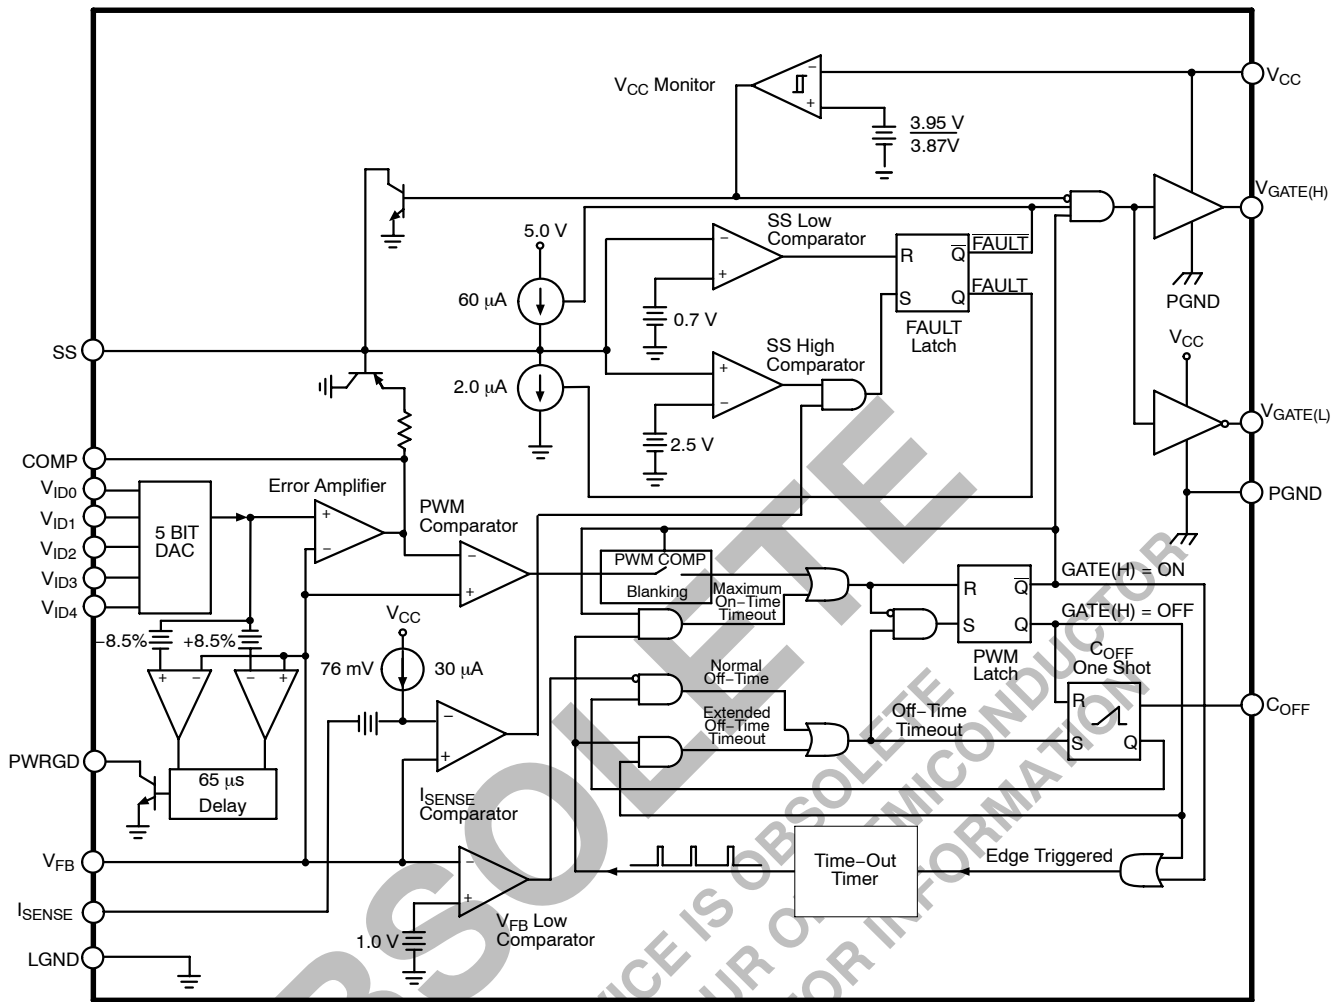 VCC Monitor
−
+
3.95 V
3.87V
VCC
VGATE(H)
PGND
5.0 V
60 μA
SS Low
Comparator
−
+
0.7 V
R
Q
FAULT
S
Q
FAULT
FAULT
Latch
SS
2.0 μA
SS High
Comparator
+
−
2.5 V
VCC
VGATE(L)
PGND
COMP
VID0
VID1
VID2
VID3
VID4
5 BIT
DAC
Error Amplifier
+
−
PWM
Comparator
−
+
PWM COMP
Blanking
Maximum
On−Time
Timeout
R
Q
S
Q
PWM
Latch
GATE(H) = ON
GATE(H) = OFF
−8.5%
+8.5%
+
−
−
+
VCC
76 mV
30 μA
−
+
ISENSE
Comparator
Normal
Off−Time
Extended
Off−Time
Timeout
Off−Time
Timeout
COFF
One Shot
R
S
Q
COFF
PWRGD
65 μs
Delay
VFB
−
+
VFB Low
Comparator
1.0 V
Time−Out
Timer
Edge Triggered
ISENSE
LGND
OBSOLETE
VICE IS OBSOLETE
UR ON SEMICONDUCTOR
FOR INFORMATION